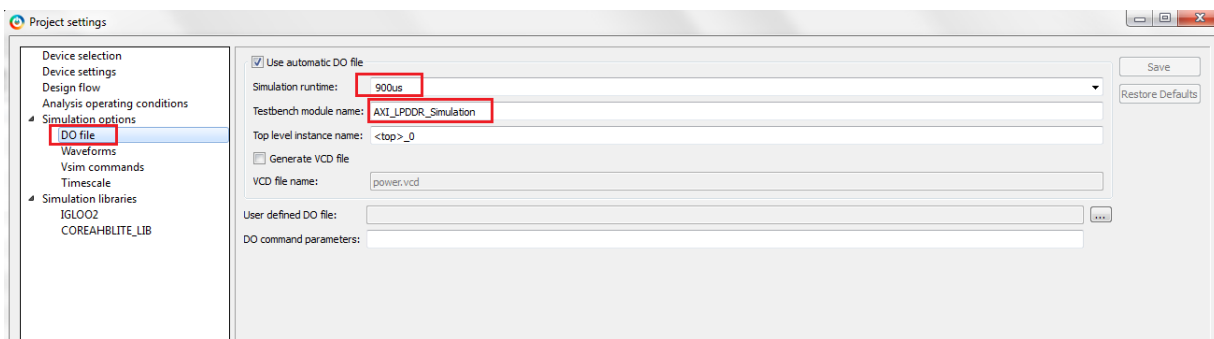 Project settings
Device selection
Device settings
Design flow
Analysis operating conditions
Simulation options
DO file
Waveforms
Vsim commands
Timescale
Simulation libraries
IGLOO2
COREAHBLITE_LIB
Use automatic DO file
Simulation runtime: 900us
Testbench module name: AXI_LPDDR_Simulation
Top level instance name: <top>_0
Generate VCD file
VCD file name: power.vcd
User defined DO file: ...
DO command parameters:
Save
Restore Defaults